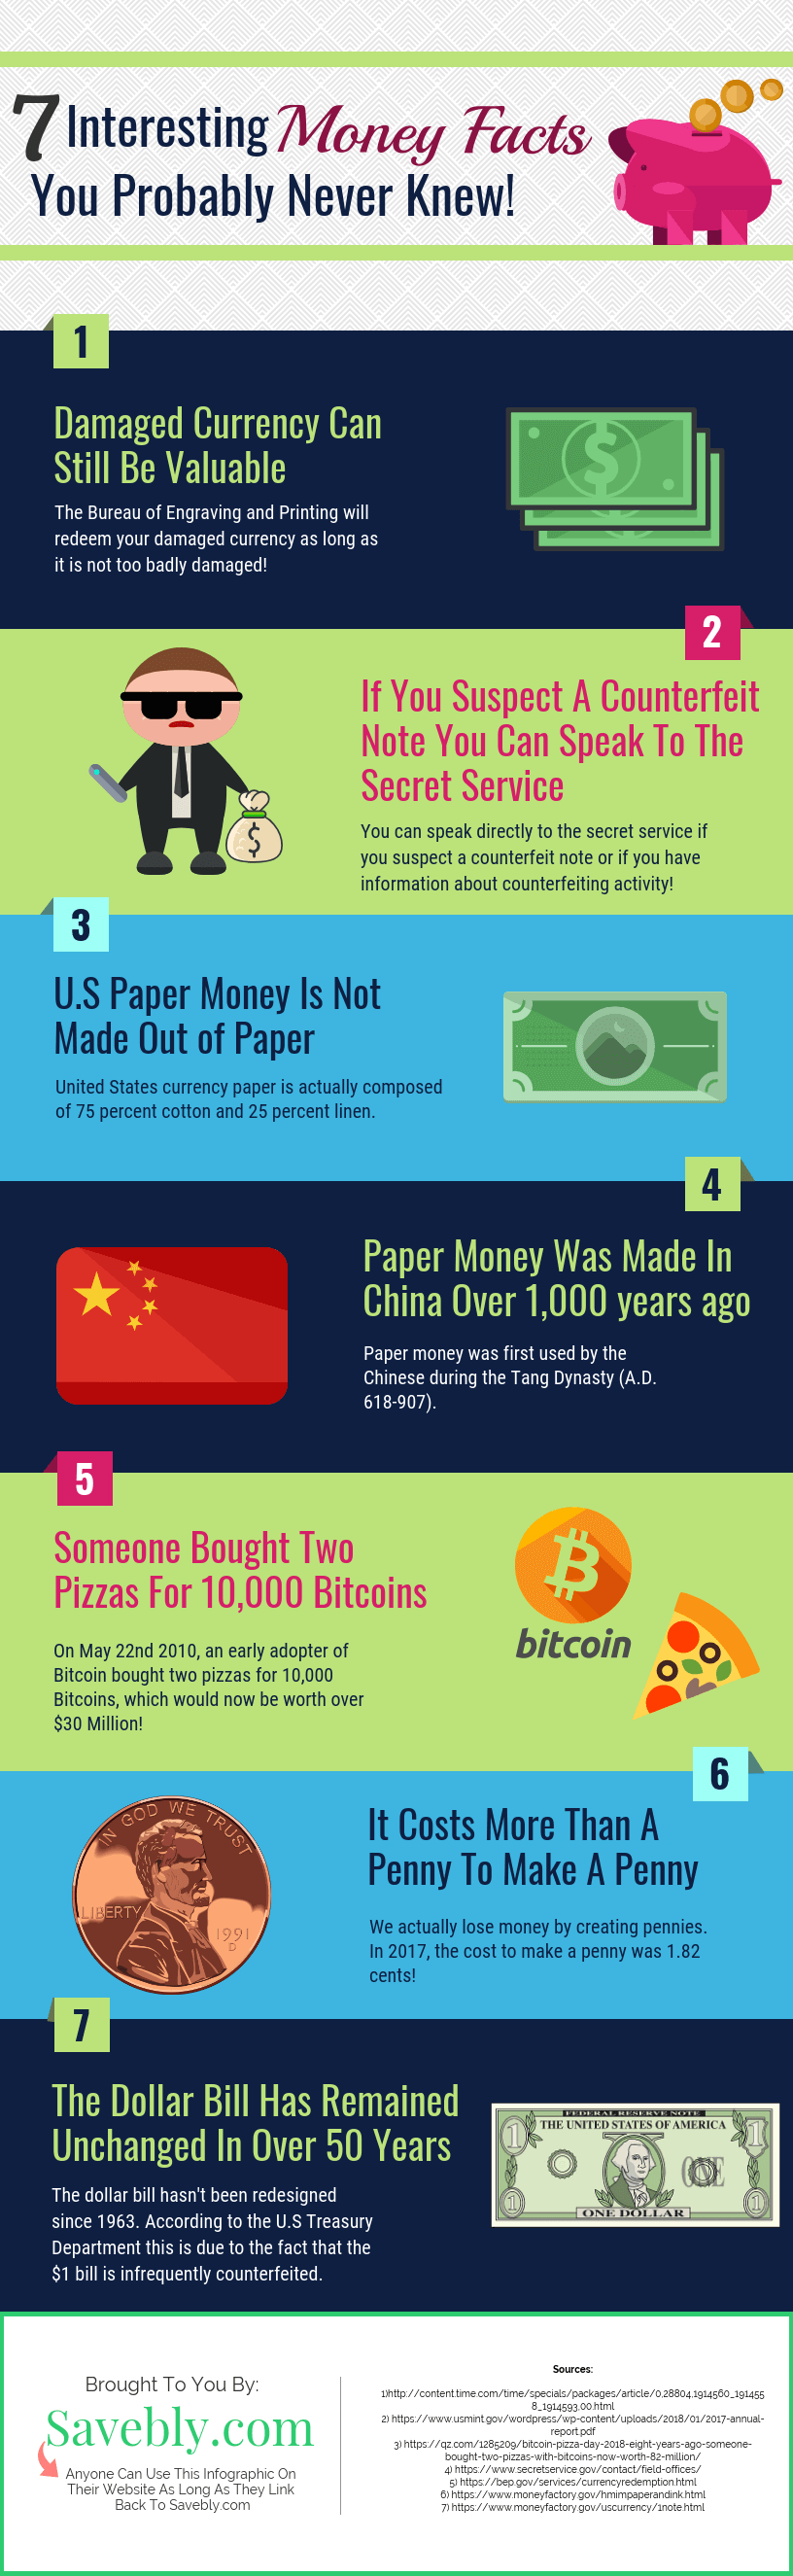 7 Interesting Money Facts
You Probably Never Knew!
1
Damaged Currency Can
Still Be Valuable
The Bureau of Engraving and Printing will
redeem your damaged currency as long as
it is not too badly damaged!
$
2
If You Suspect A Counterfeit
Note You Can Speak To The
Secret Service
You can speak directly to the secret service if
you suspect a counterfeit note or if you have
information about counterfeiting activity!
$
3
U.S Paper Money Is Not
Made Out of Paper
United States currency paper is actually composed
of 75 percent cotton and 25 percent linen.
4
Paper Money Was Made In
China Over 1,000 years ago
Paper money was first used by the
Chinese during the Tang Dynasty (A.D.
618-907).
5
Someone Bought Two
Pizzas For 10,000 Bitcoins
On May 22nd 2010, an early adopter of
Bitcoin bought two pizzas for 10,000
Bitcoins, which would now be worth over
$30 Million!
bitcoin
6
It Costs More Than A
Penny To Make A Penny
We actually lose money by creating pennies.
In 2017, the cost to make a penny was 1.82
cents!
IN GOD WE TRUST
LIBERTY
1991
D
7
The Dollar Bill Has Remained
Unchanged In Over 50 Years
The dollar bill hasn't been redesigned
since 1963. According to the U.S Treasury
Department this is due to the fact that the
$1 bill is infrequently counterfeited.
FEDERAL RESERVE NOTE
THE UNITED STATES OF AMERICA
1 1
ONE
1 1
ONE DOLLAR
Brought To You By:
Savebly.com
Anyone Can Use This Infographic On
Their Website As Long As They Link
Back To Savebly.com
Sources:
1)http://content.time.com/time/specials/packages/article/0,28804,1914560_191455
8_1914593,00.html
2) https://www.usmint.gov/wordpress/wp-content/uploads/2018/01/2017-annual-
report.pdf
3) https://qz.com/1285209/bitcoin-pizza-day-2018-eight-years-ago-someone-
bought-two-pizzas-with-bitcoins-now-worth-82-million/
4) https://www.secretservice.gov/contact/field-offices/
5) https://bep.gov/services/currencyredemption.html
6) https://www.moneyfactory.gov/hmimpaperandink.html
7) https://www.moneyfactory.gov/uscurrency/1note.html